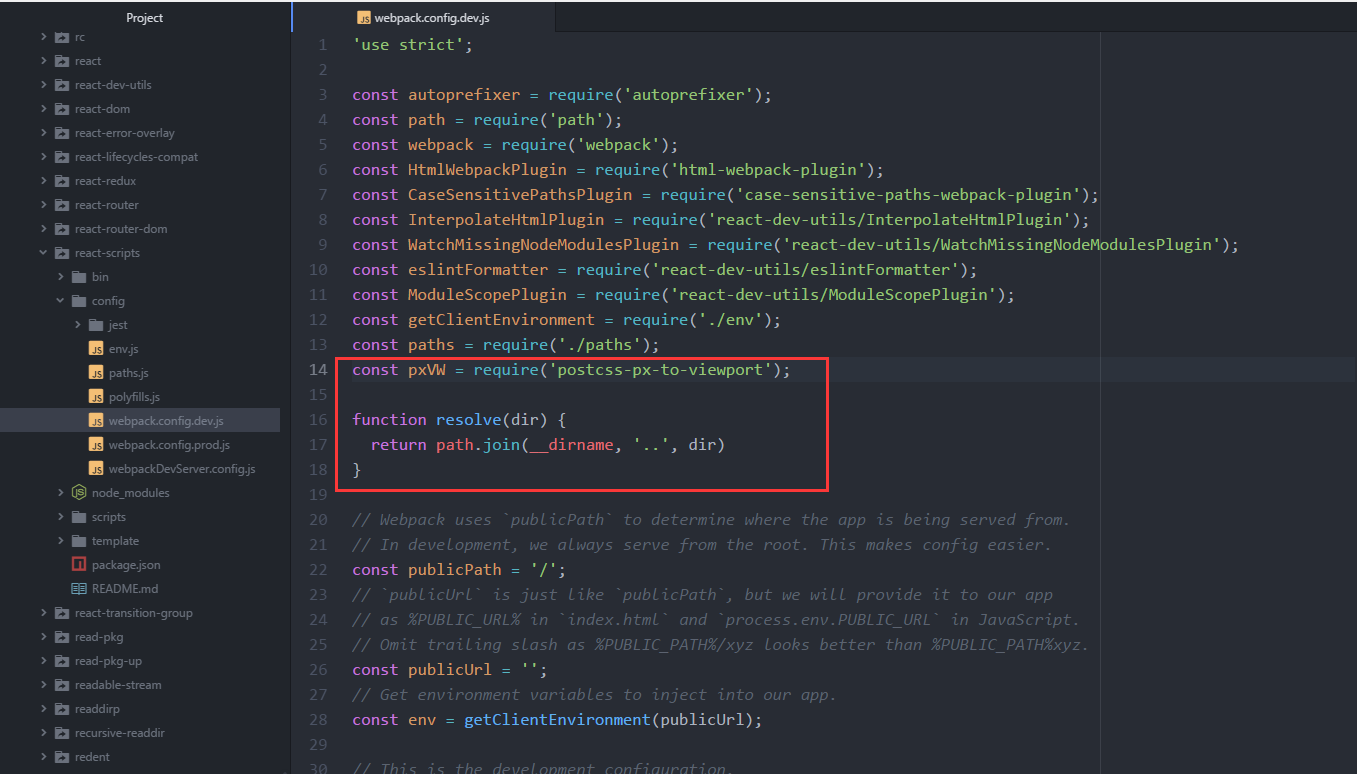 Project
rc
react
react-dev-utils
react-dom
react-error-overlay
react-lifecycles-compat
react-redux
react-router
react-router-dom
react-scripts
bin
config
jest
env.js
paths.js
polyfills.js
webpack.config.dev.js
webpack.config.prod.js
webpackDevServer.config.js
node_modules
scripts
template
package.json
README.md
react-transition-group
read-pkg
read-pkg-up
readable-stream
readdirp
recursive-readdir
redent
webpack.config.dev.js
1 'use strict';
2
3 const autoprefixer = require('autoprefixer');
4 const path = require('path');
5 const webpack = require('webpack');
6 const HtmlWebpackPlugin = require('html-webpack-plugin');
7 const CaseSensitivePathsPlugin = require('case-sensitive-paths-webpack-plugin');
8 const InterpolateHtmlPlugin = require('react-dev-utils/InterpolateHtmlPlugin');
9 const WatchMissingNodeModulesPlugin = require('react-dev-utils/WatchMissingNodeModulesPlugin');
10 const eslintFormatter = require('react-dev-utils/eslintFormatter');
11 const ModuleScopePlugin = require('react-dev-utils/ModuleScopePlugin');
12 const getClientEnvironment = require('./env');
13 const paths = require('./paths');
14 const pxVW = require('postcss-px-to-viewport');
15
16 function resolve(dir) {
17   return path.join(__dirname, '..', dir)
18 }
19
20 // Webpack uses `publicPath` to determine where the app is being served from.
21 // In development, we always serve from the root. This makes config easier.
22 const publicPath = '/';
23 // `publicUrl` is just like `publicPath`, but we will provide it to our app
24 // as %PUBLIC_URL% in `index.html` and `process.env.PUBLIC_URL` in JavaScript.
25 // Omit trailing slash as %PUBLIC_PATH%/xyz looks better than %PUBLIC_PATH%xyz.
26 const publicUrl = '';
27 // Get environment variables to inject into our app.
28 const env = getClientEnvironment(publicUrl);
29
30 // This is the development configuration.